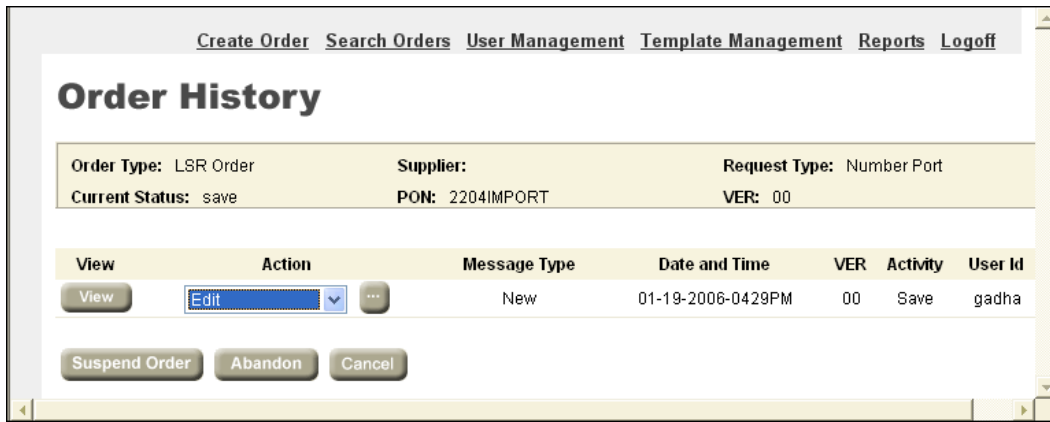 Create Order Search Orders User Management Template Management Reports Logoff
Order History
Order Type: LSR Order Supplier: Request Type: Number Port
Current Status: save PON: 2204IMPORT VER: 00
View Action Message Type Date and Time VER Activity User Id
View Edit ... New 01-19-2006-0429PM 00 Save gadha
Suspend Order Abandon Cancel